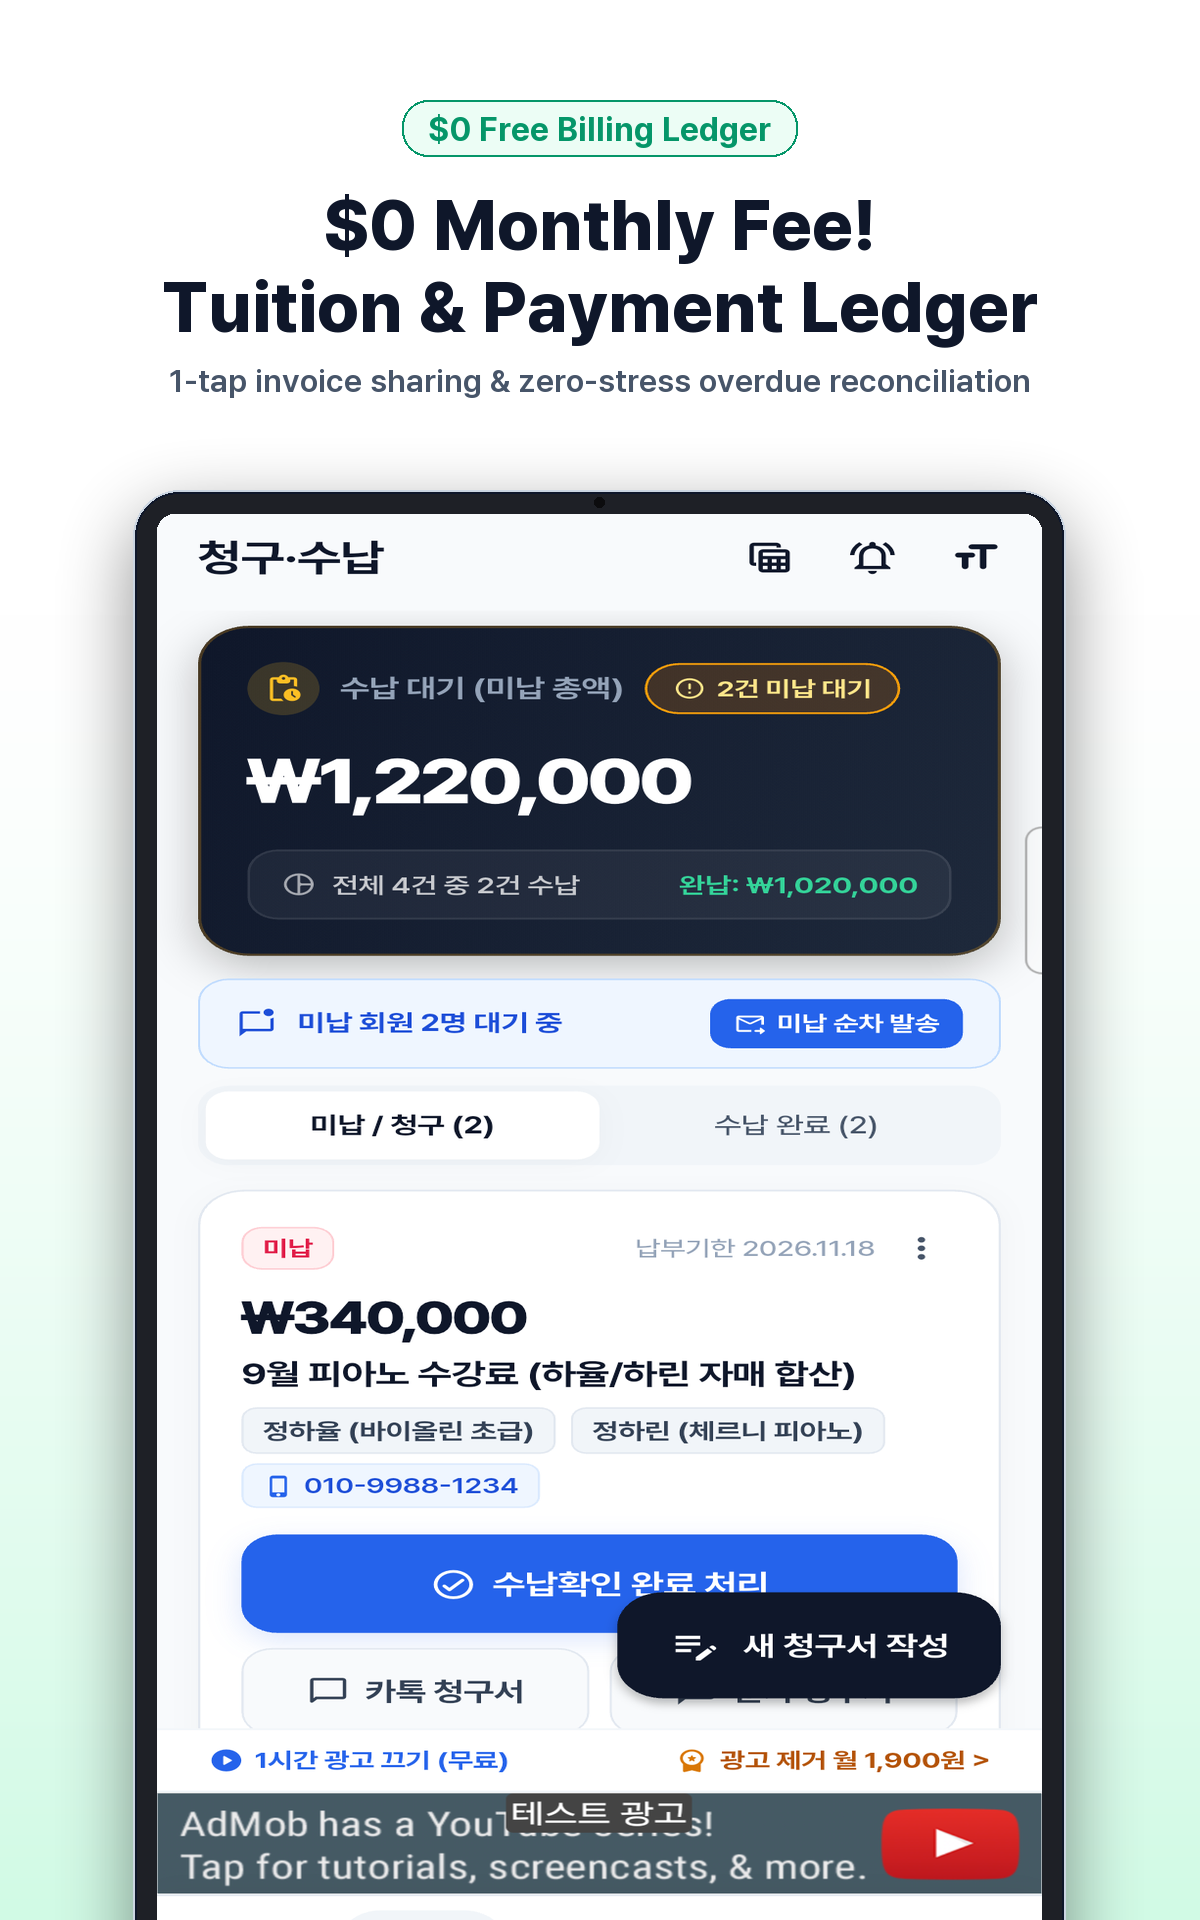 $0 Free Billing Ledger
$0 Monthly Fee!
Tuition & Payment Ledger
1-tap invoice sharing & zero-stress overdue reconciliation
청구·수납
수납 대기 (미납 총액)
2건 미납 대기
₩1,220,000
전체 4건 중 2건 수납
완납: ₩1,020,000
미납 회원 2명 대기 중
미납 순차 발송
미납 / 청구 (2)
수납 완료 (2)
미납
납부기한 2026.11.18
₩340,000
9월 피아노 수강료 (하율/하린 자매 합산)
정하율 (바이올린 초급)
정하린 (체르니 피아노)
010-9988-1234
수납확인 완료 처리
새 청구서 작성
카톡 청구서
1시간 광고 끄기 (무료)
광고 제거 월 1,900원 >
테스트 광고
AdMob has a
Tap for tutorials, screencasts, & more.